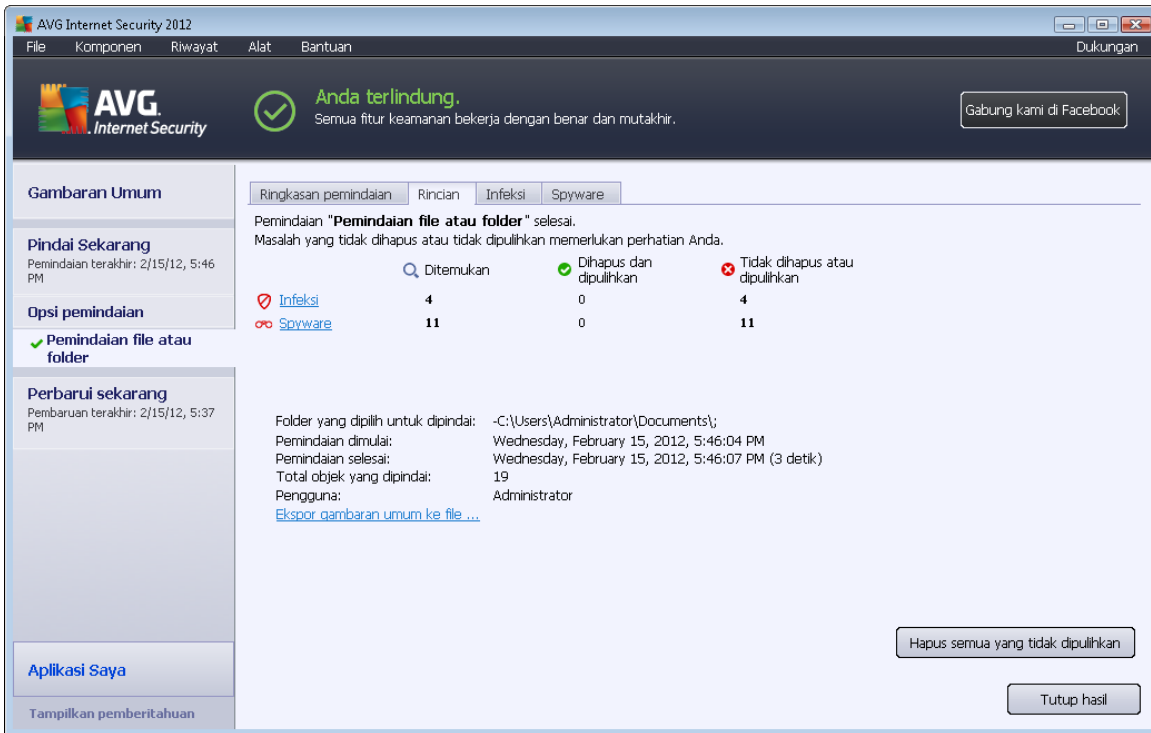 AVG Internet Security 2012
File Komponen Riwayat Alat Bantuan Dukungan
AVG.
Internet Security
Anda terlindung.
Semua fitur keamanan bekerja dengan benar dan mutakhir.
Gabung kami di Facebook
Gambaran Umum
Pindai Sekarang
Pemindaian terakhir: 2/15/12, 5:46
PM
Opsi pemindaian
Pemindaian file atau
folder
Perbarui sekarang
Pembaruan terakhir: 2/15/12, 5:37
PM
Aplikasi Saya
Tampilkan pemberitahuan
Ringkasan pemindaian Rincian Infeksi Spyware
Pemindaian "Pemindaian file atau folder" selesai.
Masalah yang tidak dihapus atau tidak dipulihkan memerlukan perhatian Anda.
Ditemukan Dihapus dan dipulihkan Tidak dihapus atau dipulihkan
Infeksi 4 0 4
Spyware 11 0 11
Folder yang dipilih untuk dipindai: -C:\Users\Administrator\Documents\;
Pemindaian dimulai: Wednesday, February 15, 2012, 5:46:04 PM
Pemindaian selesai: Wednesday, February 15, 2012, 5:46:07 PM (3 detik)
Total objek yang dipindai: 19
Pengguna: Administrator
Ekspor gambaran umum ke file ...
Hapus semua yang tidak dipulihkan
Tutup hasil